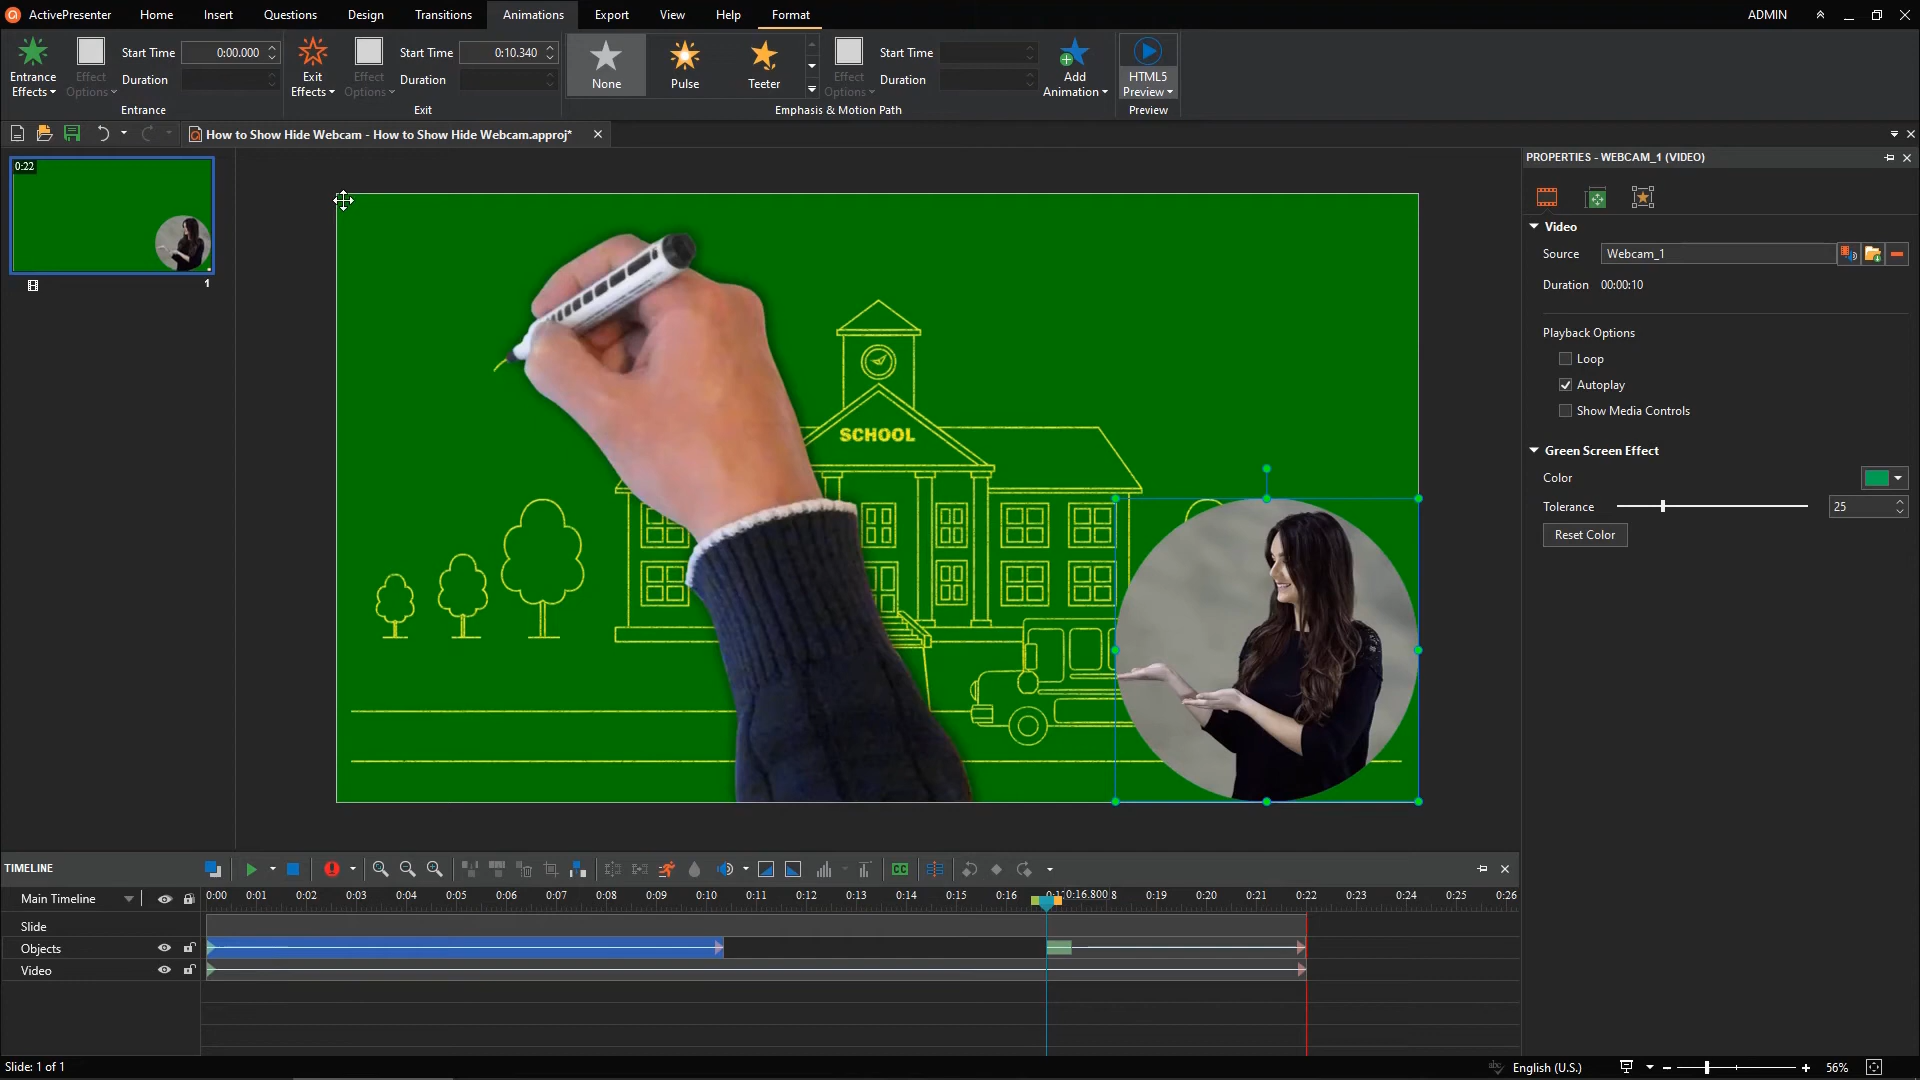 ActivePresenter Home Insert Questions Design Transitions Animations Export View Help Format ADMIN
Entrance Effects
Effect Options
Start Time 0:00.000
Duration
Entrance
Exit Effects
Effect Options
Start Time 0:10.340
Duration
Exit
None
Pulse
Teeter
Effect Options
Start Time
Duration
Emphasis & Motion Path
Add Animation
HTML5 Preview
Preview
How to Show Hide Webcam - How to Show Hide Webcam.approj*
0:22
1
SCHOOL
PROPERTIES - WEBCAM_1 (VIDEO)
Video
Source Webcam_1
Duration 00:00:10
Playback Options
Loop
Autoplay
Show Media Controls
Green Screen Effect
Color
Tolerance 25
Reset Color
TIMELINE
CC
Main Timeline
0:00 0:01 0:02 0:03 0:04 0:05 0:06 0:07 0:08 0:09 0:10 0:11 0:12 0:13 0:14 0:15 0:16 0:16.800 8 0:19 0:20 0:21 0:22 0:23 0:24 0:25 0:26
Slide
Objects
Video
Slide: 1 of 1
abc
English (U.S.)
56%